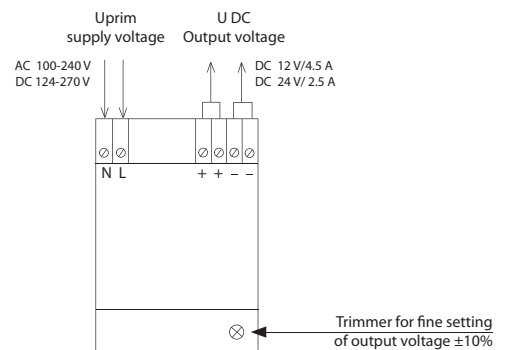 Uprim
supply voltage
U DC
Output voltage
AC 100-240 V
DC 124-270 V
DC 12 V/4.5 A
DC 24 V/ 2.5 A
N L + + – –
Trimmer for fine setting
of output voltage ±10%